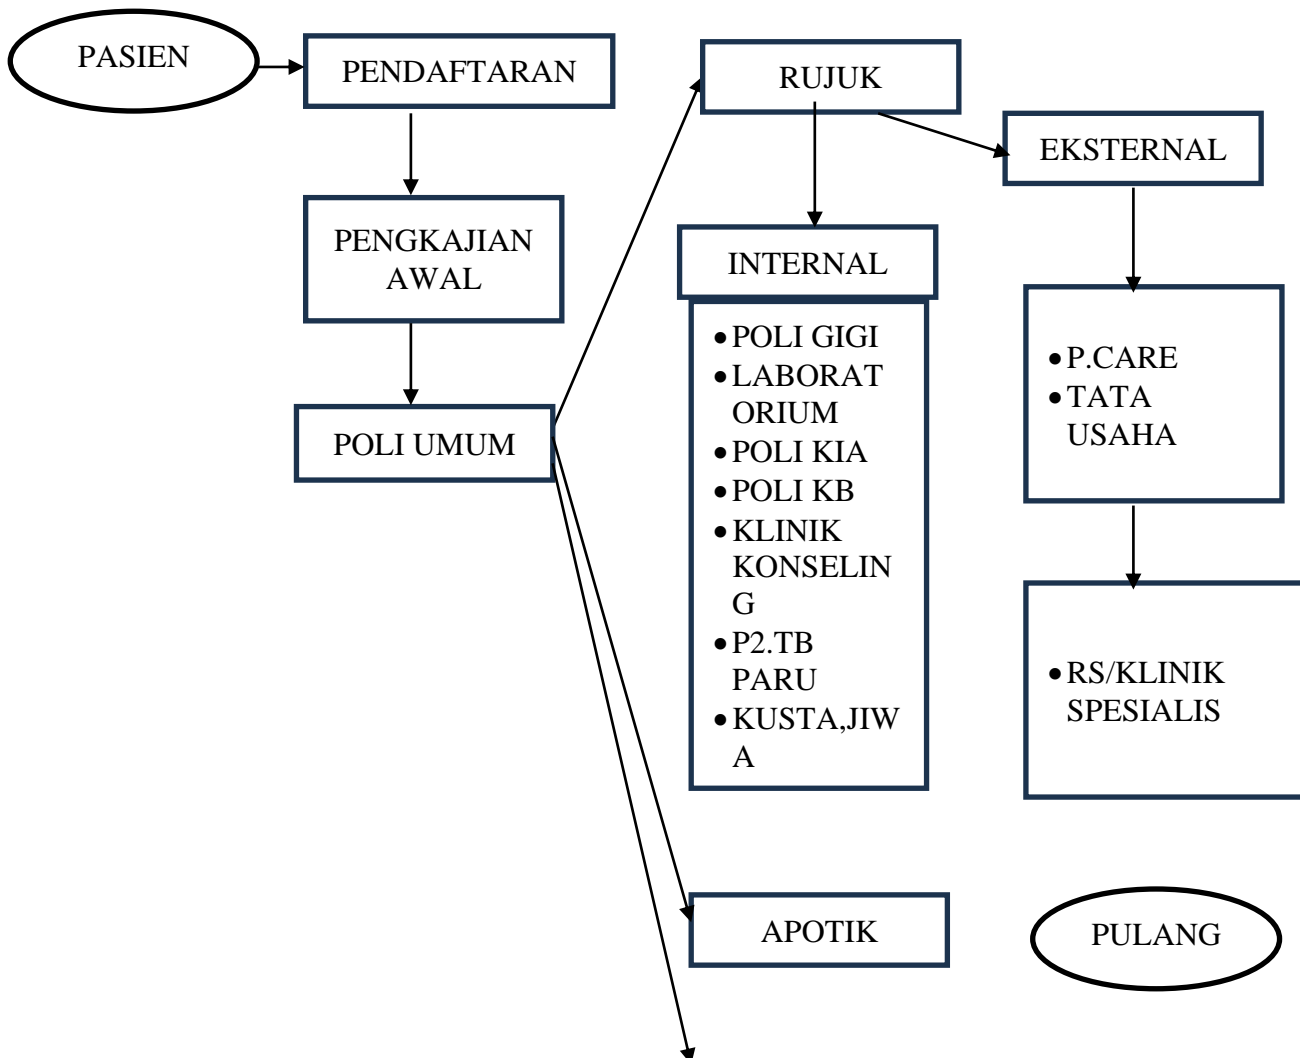 PASIEN
PENDAFTARAN
PENGKAJIAN
AWAL
POLI UMUM
RUJUK
INTERNAL
•POLI GIGI
•LABORAT
ORIUM
•POLI KIA
•POLI KB
•KLINIK
KONSELIN
G
•P2.TB
PARU
•KUSTA,JIW
A
EKSTERNAL
•P.CARE
•TATA
USAHA
•RS/KLINIK
SPESIALIS
APOTIK
PULANG